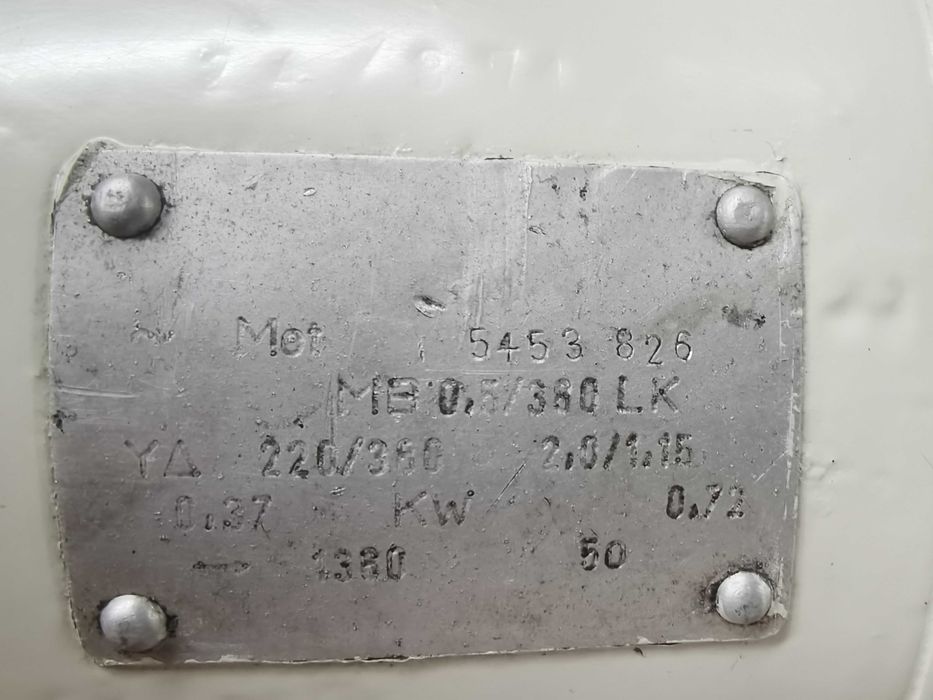 ~ Mot 5453 826
MB 0,5/380 LK
Y∆ 220/380 2,0/1,15
0,37 KW 0,72
1380 50